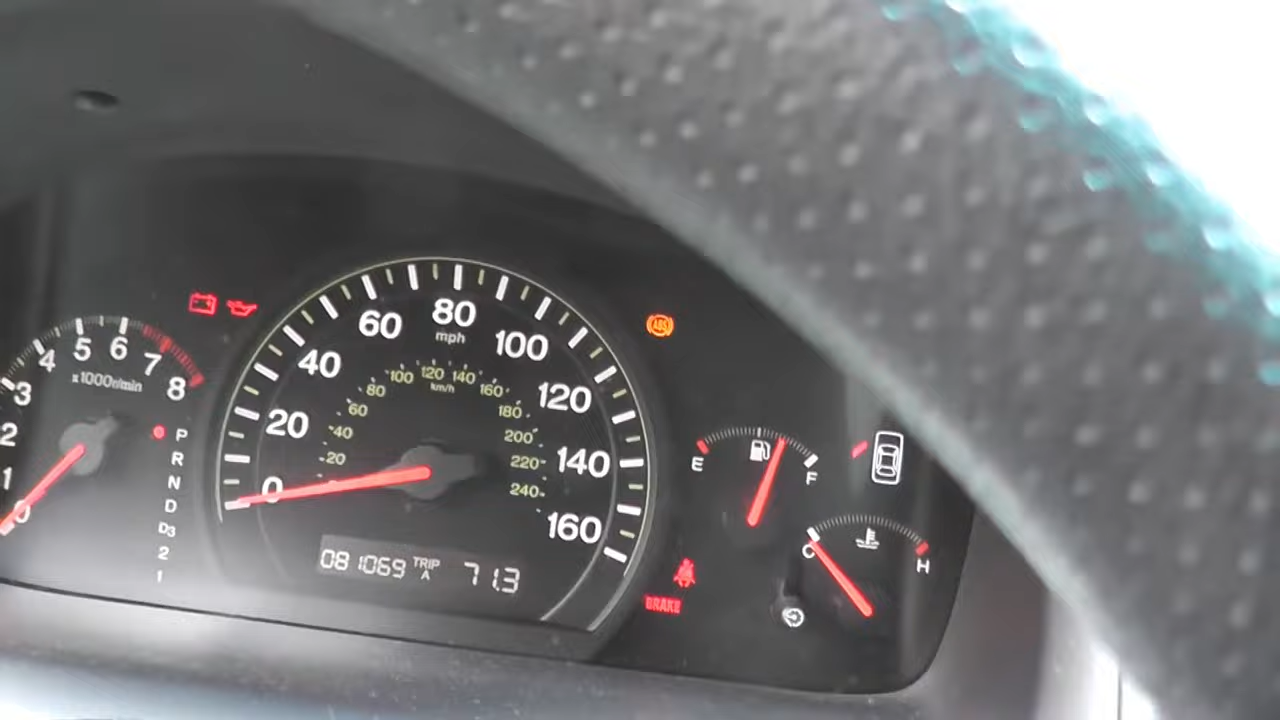 0 1 2 3 4 5 6 7 8
x1000r/min
P
R
N
D
D3
2
1
0 20 40 60 80 100 120 140 160
mph
20 40 60 80 100 120 140 160 180 200 220 240
km/h
081069 TRIP A 71.3
ABS
BRAKE
E F
C H